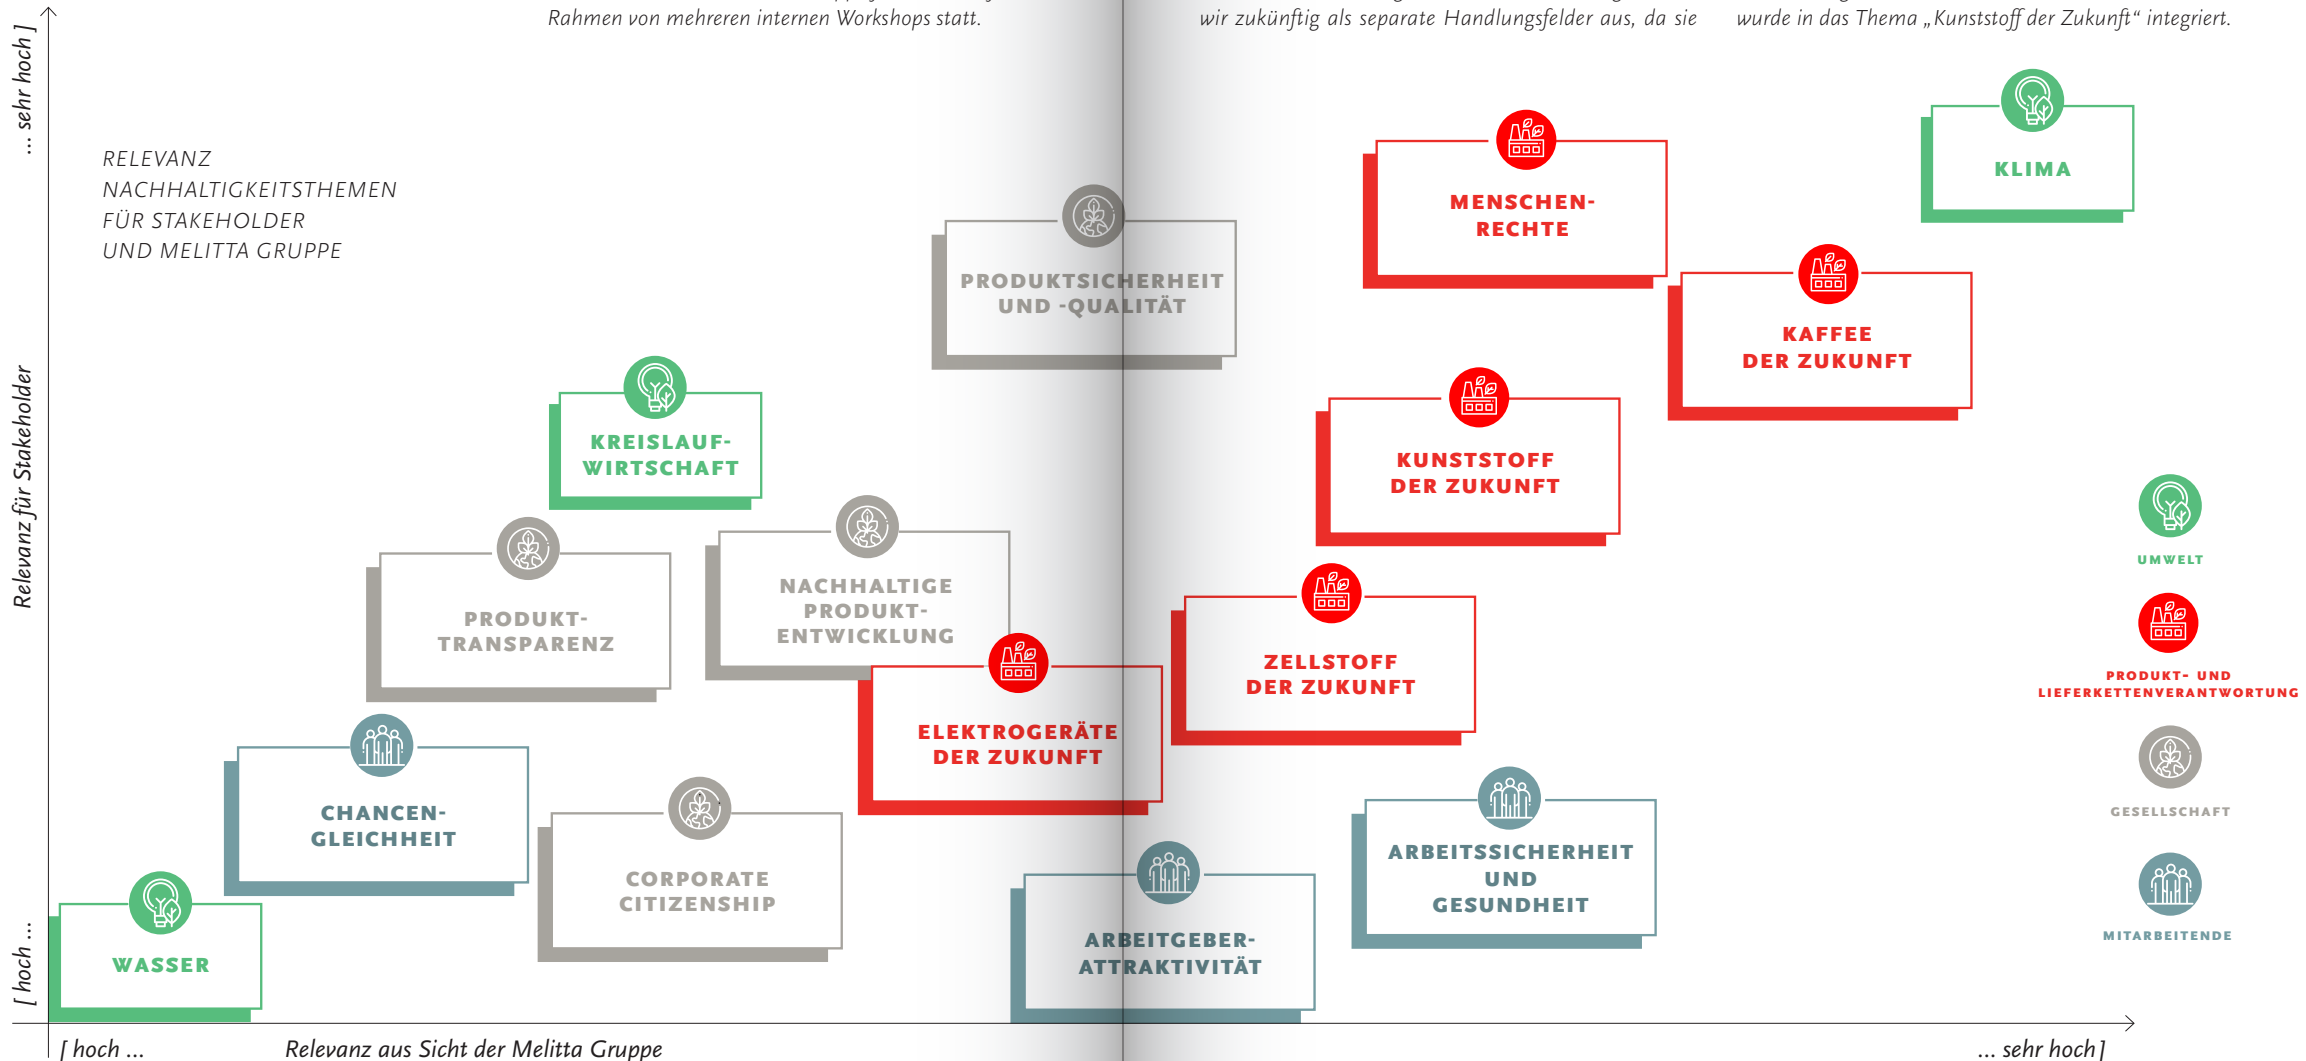 Rahmen von mehreren internen Workshops statt.
wir zukünftig als separate Handlungsfelder aus, da sie
wurde in das Thema „Kunststoff der Zukunft“ integriert.
... sehr hoch ]
Relevanz für Stakeholder
[ hoch ...
RELEVANZ
NACHHALTIGKEITSTHEMEN
FÜR STAKEHOLDER
UND MELITTA GRUPPE
KLIMA
MENSCHEN-
RECHTE
PRODUKTSICHERHEIT
UND -QUALITÄT
KAFFEE
DER ZUKUNFT
KREISLAUF-
WIRTSCHAFT
KUNSTSTOFF
DER ZUKUNFT
PRODUKT-
TRANSPARENZ
NACHHALTIGE
PRODUKT-
ENTWICKLUNG
ZELLSTOFF
DER ZUKUNFT
ELEKTROGERÄTE
DER ZUKUNFT
CHANCEN-
GLEICHHEIT
CORPORATE
CITIZENSHIP
ARBEITSSICHERHEIT
UND
GESUNDHEIT
ARBEITGEBER-
ATTRAKTIVITÄT
WASSER
UMWELT
PRODUKT- UND
LIEFERKETTENVERANTWORTUNG
GESELLSCHAFT
MITARBEITENDE
[ hoch ...
Relevanz aus Sicht der Melitta Gruppe
... sehr hoch ]